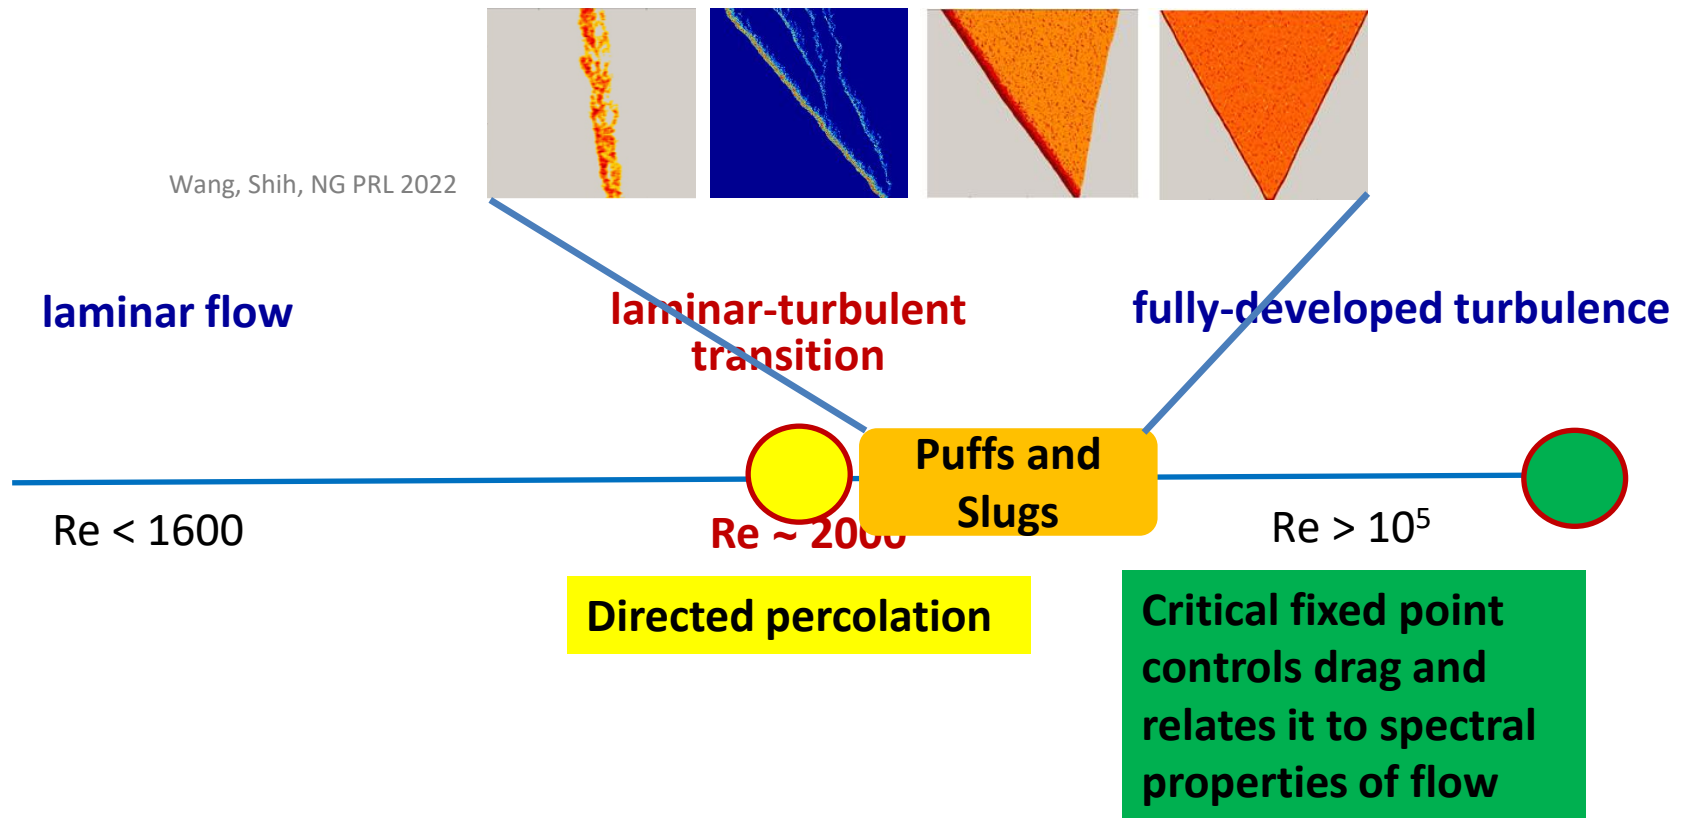 Wang, Shih, NG PRL 2022
laminar flow
laminar-turbulent
transition
fully-developed turbulence
Puffs and
Slugs
Re < 1600
Re ~ 2000
Re > 10⁵
Directed percolation
Critical fixed point
controls drag and
relates it to spectral
properties of flow